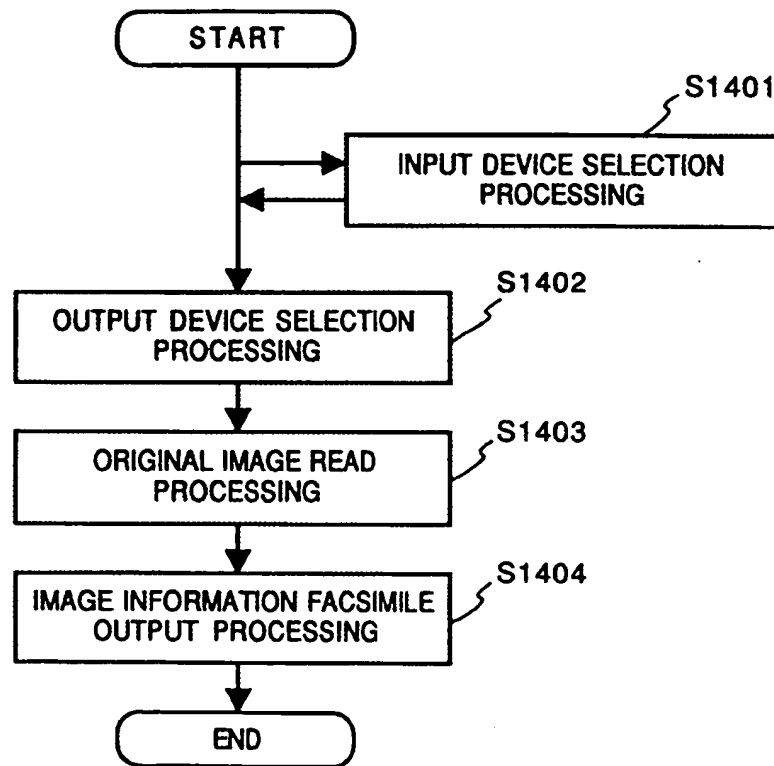 START
S1401
INPUT DEVICE SELECTION
PROCESSING
S1402
OUTPUT DEVICE SELECTION
PROCESSING
S1403
ORIGINAL IMAGE READ
PROCESSING
S1404
IMAGE INFORMATION FACSIMILE
OUTPUT PROCESSING
END